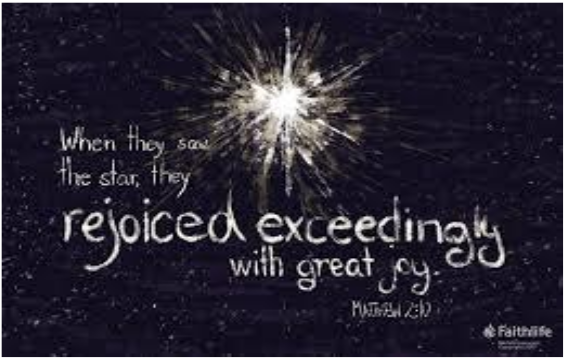 When they saw
the star, they
rejoiced exceedingly
with great joy.
MATTHEW 2:10
Faithlife